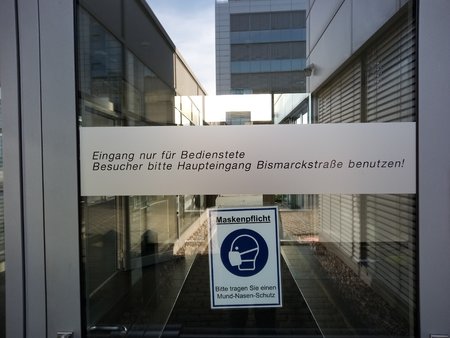 Eingang nur für Bedienstete
Besucher bitte Haupteingang Bismarckstraße benutzen!
Maskenpflicht
Bitte tragen Sie einen
Mund-Nasen-Schutz